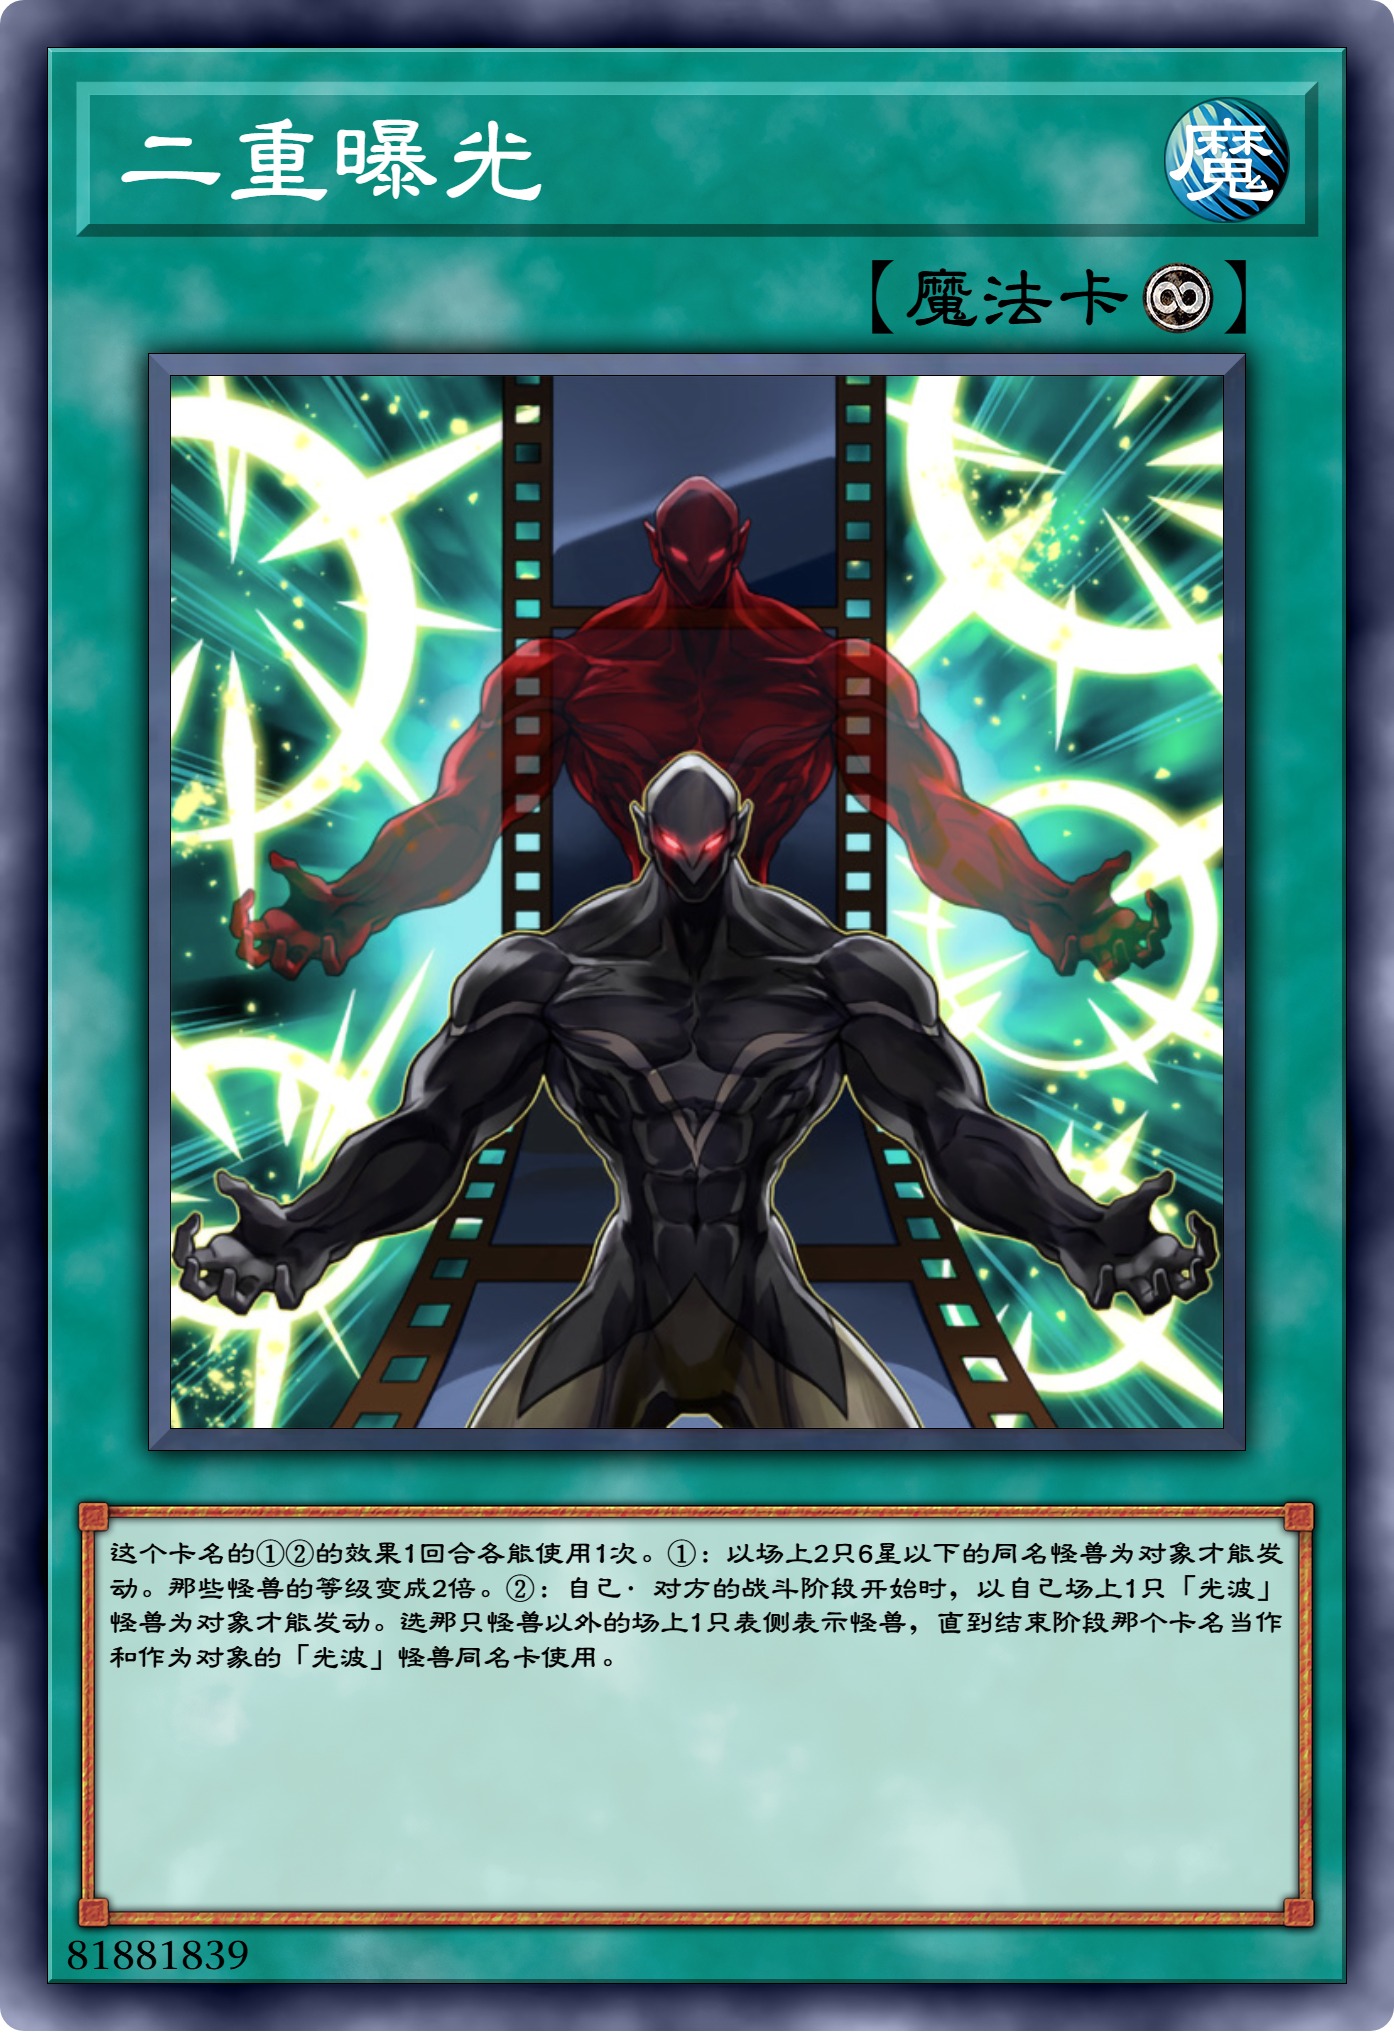 二重曝光
魔
【魔法卡】
这个卡名的①②的效果1回合各能使用1次。①：以场上2只6星以下的同名怪兽为对象才能发
动。那些怪兽的等级变成2倍。②：自己·对方的战斗阶段开始时，以自己场上1只「光波」
怪兽为对象才能发动。选那只怪兽以外的场上1只表侧表示怪兽，直到结束阶段那个卡名当作
和作为对象的「光波」怪兽同名卡使用。
81881839